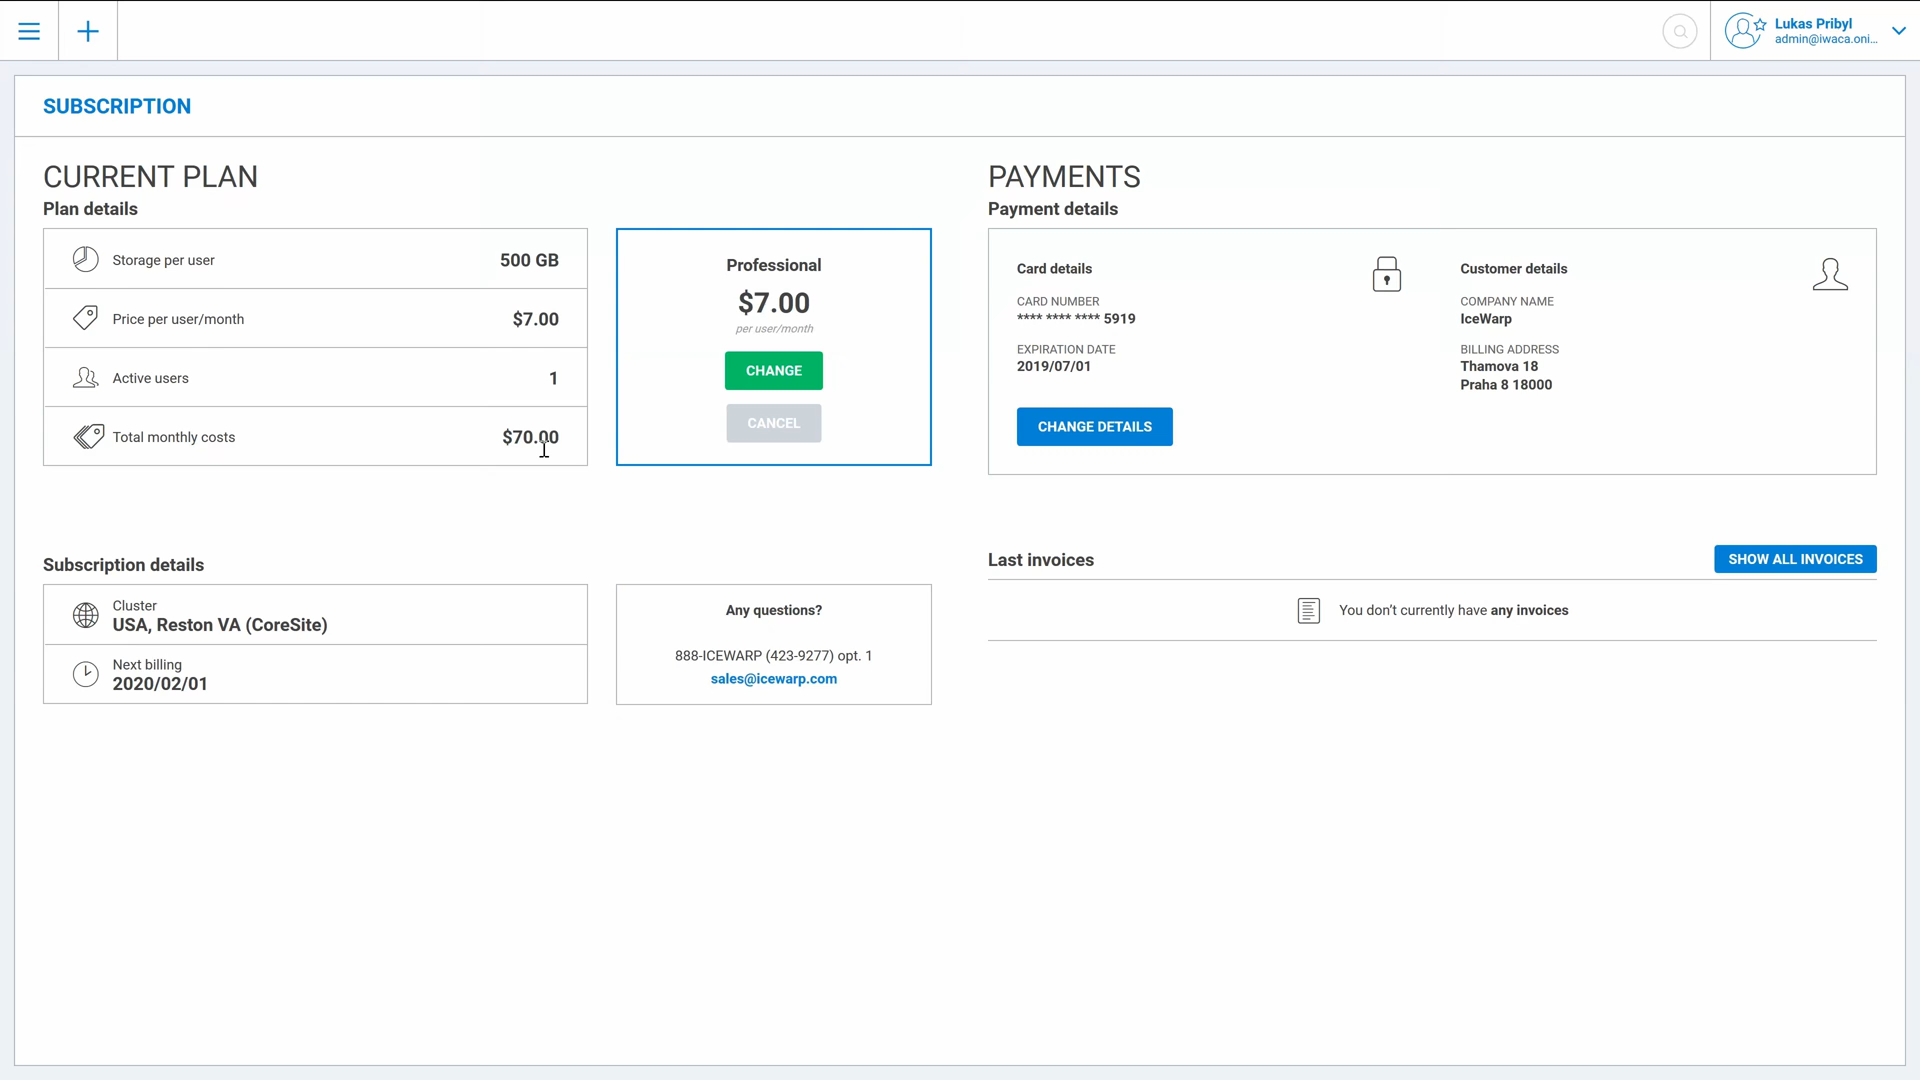 Lukas Pribyl
admin@iwaca.oni...
SUBSCRIPTION
CURRENT PLAN
Plan details
Storage per user 500 GB
Price per user/month $7.00
Active users 1
Total monthly costs $70.00
Professional
$7.00
per user/month
CHANGE
CANCEL
Subscription details
Cluster
USA, Reston VA (CoreSite)
Next billing
2020/02/01
Any questions?
888-ICEWARP (423-9277) opt. 1
sales@icewarp.com
PAYMENTS
Payment details
Card details
CARD NUMBER
**** **** **** 5919
EXPIRATION DATE
2019/07/01
CHANGE DETAILS
Customer details
COMPANY NAME
IceWarp
BILLING ADDRESS
Thamova 18
Praha 8 18000
Last invoices
SHOW ALL INVOICES
You don't currently have any invoices